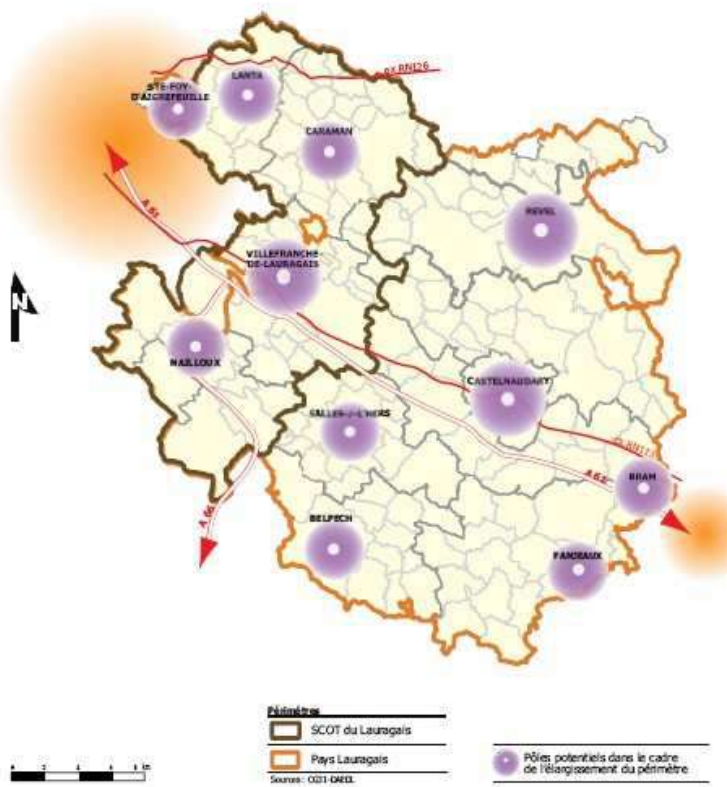 EX RN126
LANTA
STE-FOY-
D'AIGREFEUILLE
CARAMAN
A 61
REVEL
VILLEFRANCHE-
DE-LAURAGAIS
N
NAILLOUX
CASTELNAUDARY
SALLES-/-L'HERS
A 61
BRAM
A 66
BELPECH
FANJEAUX
Périmètres
SCOT du Lauragais
Pays Lauragais
Pôles potentiels dans le cadre
de l'élargissement du périmètre